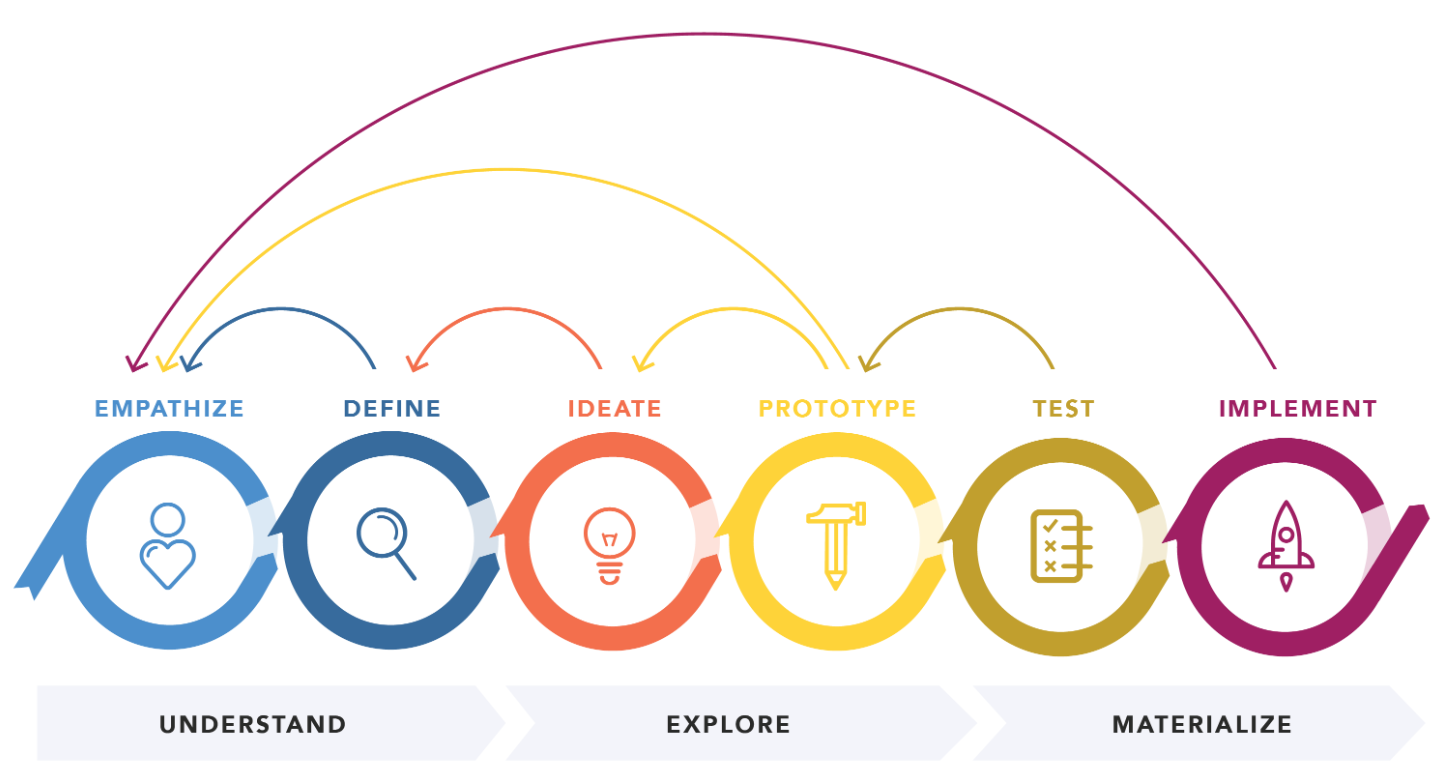 EMPATHIZE
DEFINE
IDEATE
PROTOTYPE
TEST
IMPLEMENT
UNDERSTAND
EXPLORE
MATERIALIZE